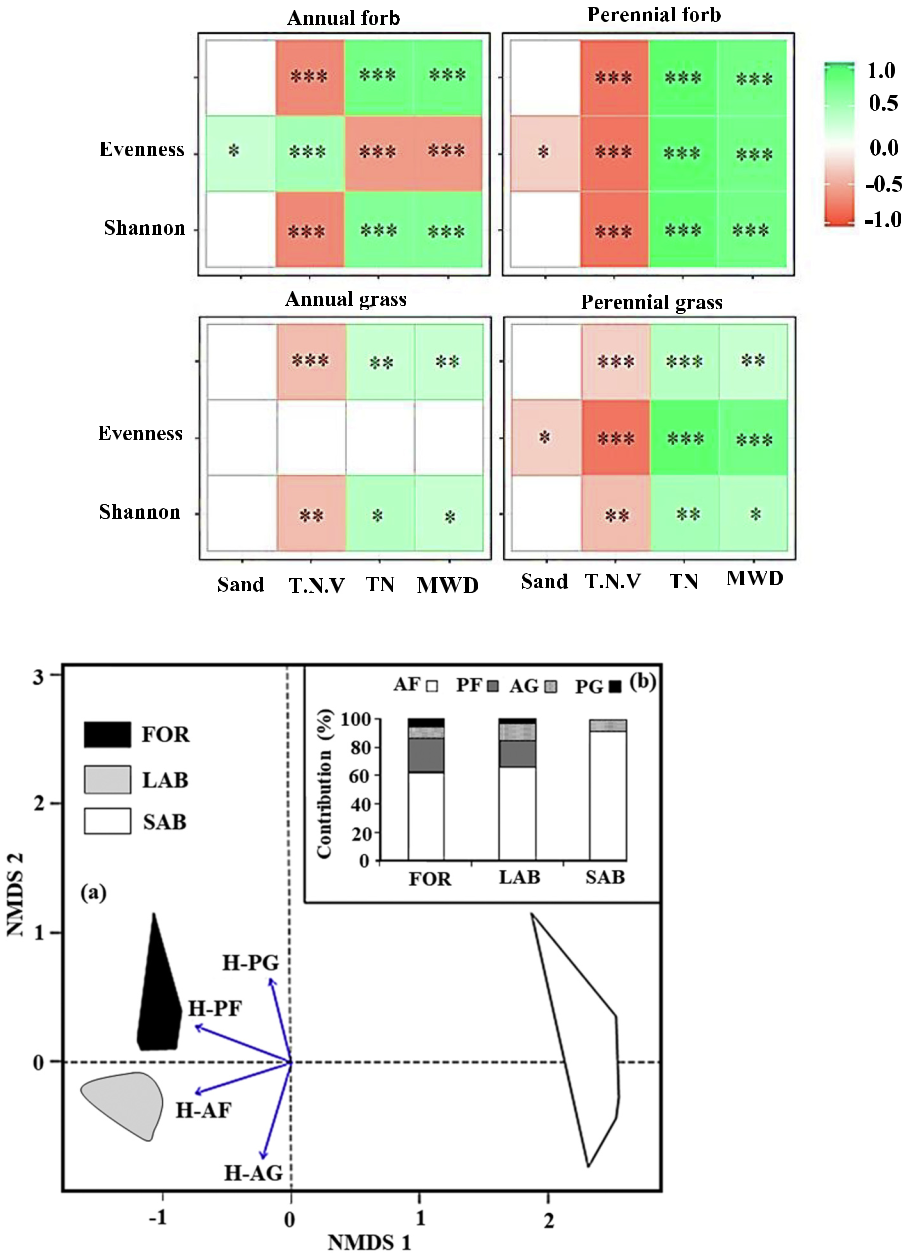 Annual forb Perennial forb
*** *** *** *** *** ***
Evenness * *** *** *** * *** *** ***
Shannon *** *** *** *** *** ***
1.0
0.5
0.0
-0.5
-1.0
Annual grass Perennial grass
*** ** ** *** *** **
Evenness * *** *** ***
Shannon ** * * ** ** *
Sand T.N.V TN MWD Sand T.N.V TN MWD
AF PF AG PG (b)
Contribution (%)
100
80
60
40
20
0
FOR LAB SAB
FOR
LAB
SAB
(a)
NMDS 2
3
2
1
0
H-PG
H-PF
H-AF
H-AG
-1 0 1 2
NMDS 1